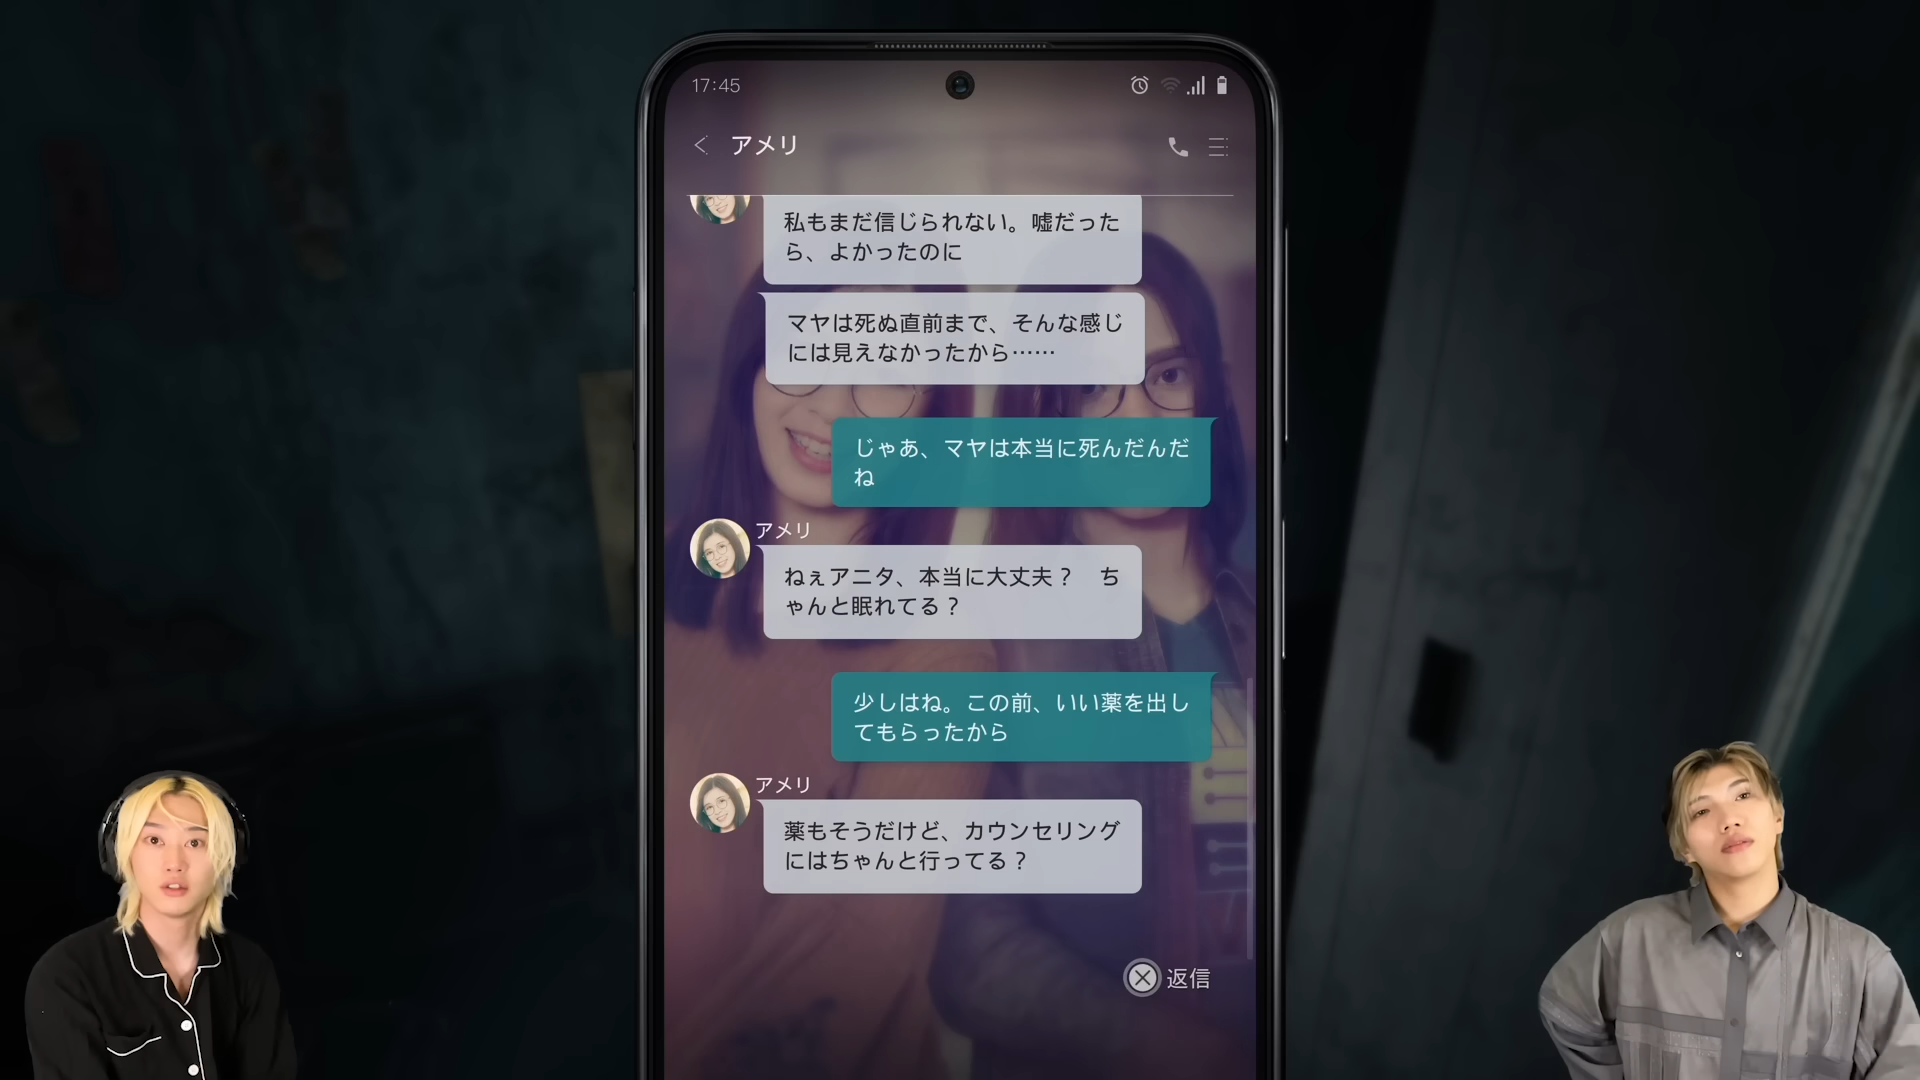 17:45
アメリ
私もまだ信じられない。嘘だった
ら、よかったのに
マヤは死ぬ直前まで、そんな感じ
には見えなかったから……
じゃあ、マヤは本当に死んだんだ
ね
アメリ
ねぇアニタ、本当に大丈夫？　ち
ゃんと眠れてる？
少しはね。この前、いい薬を出し
てもらったから
アメリ
薬もそうだけど、カウンセリング
にはちゃんと行ってる？
返信